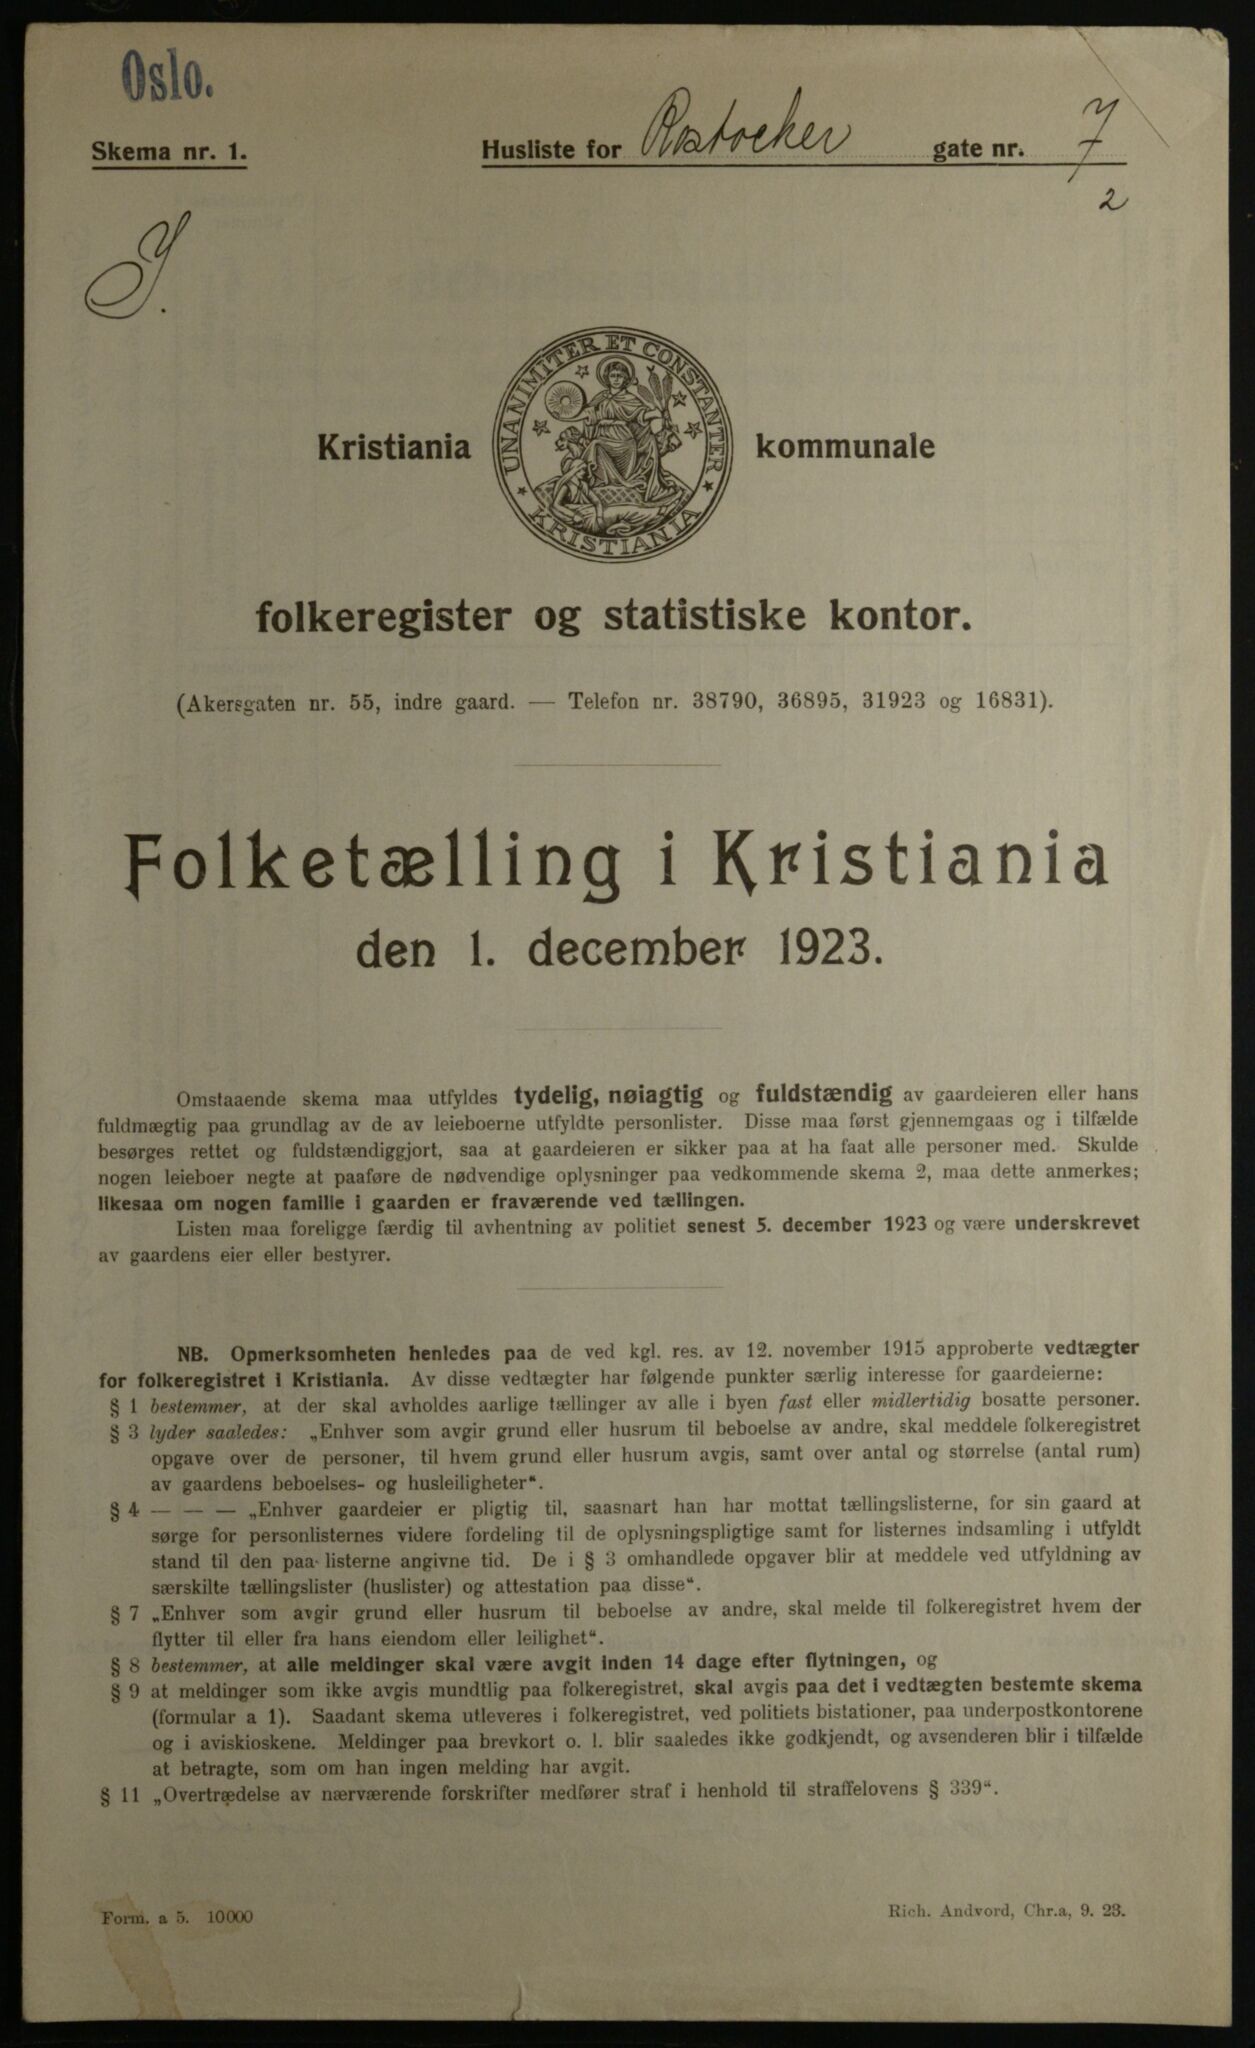 Oslo.
Skema nr. 1.
Husliste for Rostocker gate nr. 7
2
UNANIMITER ET CONSTANTER
KRISTIANIA
Kristiania kommunale
folkeregister og statistiske kontor.
(Akersgaten nr. 55, indre gaard. — Telefon nr. 38790, 36895, 31923 og 16831).
Folketælling i Kristiania
den 1. december 1923.
Omstaaende skema maa utfyldes tydelig, nøiagtig og fuldstændig av gaardeieren eller hans
fuldmægtig paa grundlag av de av leieboerne utfyldte personlister. Disse maa først gjennemgaas og i tilfælde
besørges rettet og fuldstændiggjort, saa at gaardeieren er sikker paa at ha faat alle personer med. Skulde
nogen leieboer negte at paaføre de nødvendige oplysninger paa vedkommende skema 2, maa dette anmerkes;
likesaa om nogen familie i gaarden er fraværende ved tællingen.
Listen maa foreligge færdig til avhentning av politiet senest 5. december 1923 og være underskrevet
av gaardens eier eller bestyrer.
NB. Opmerksomheten henledes paa de ved kgl. res. av 12. november 1915 approberte vedtægter
for folkeregistret i Kristiania. Av disse vedtægter har følgende punkter særlig interesse for gaardeierne:
§ 1 bestemmer, at der skal avholdes aarlige tællinger av alle i byen fast eller midlertidig bosatte personer.
§ 3 lyder saaledes: „Enhver som avgir grund eller husrum til beboelse av andre, skal meddele folkeregistret
opgave over de personer, til hvem grund eller husrum avgis, samt over antal og størrelse (antal rum)
av gaardens beboelses- og husleiligheter“.
§ 4 — — — „Enhver gaardeier er pligtig til, saasnart han har mottat tællingslisterne, for sin gaard at
sørge for personlisternes videre fordeling til de oplysningspligtige samt for listernes indsamling i utfyldt
stand til den paa listerne angivne tid. De i § 3 omhandlede opgaver blir at meddele ved utfyldning av
særskilte tællingslister (huslister) og attestation paa disse“.
§ 7 „Enhver som avgir grund eller husrum til beboelse av andre, skal melde til folkeregistret hvem der
flytter til eller fra hans eiendom eller leilighet“.
§ 8 bestemmer, at alle meldinger skal være avgit inden 14 dage efter flytningen, og
§ 9 at meldinger som ikke avgis mundtlig paa folkeregistret, skal avgis paa det i vedtægten bestemte skema
(formular a 1). Saadant skema utleveres i folkeregistret, ved politiets bistationer, paa underpostkontorene
og i aviskioskene. Meldinger paa brevkort o. l. blir saaledes ikke godkjendt, og avsenderen blir i tilfælde
at betragte, som om han ingen melding har avgit.
§ 11 „Overtrædelse av nærværende forskrifter medfører straf i henhold til straffelovens § 339“.
Form. a 5. 10000
Rich. Andvord, Chr.a, 9. 23.